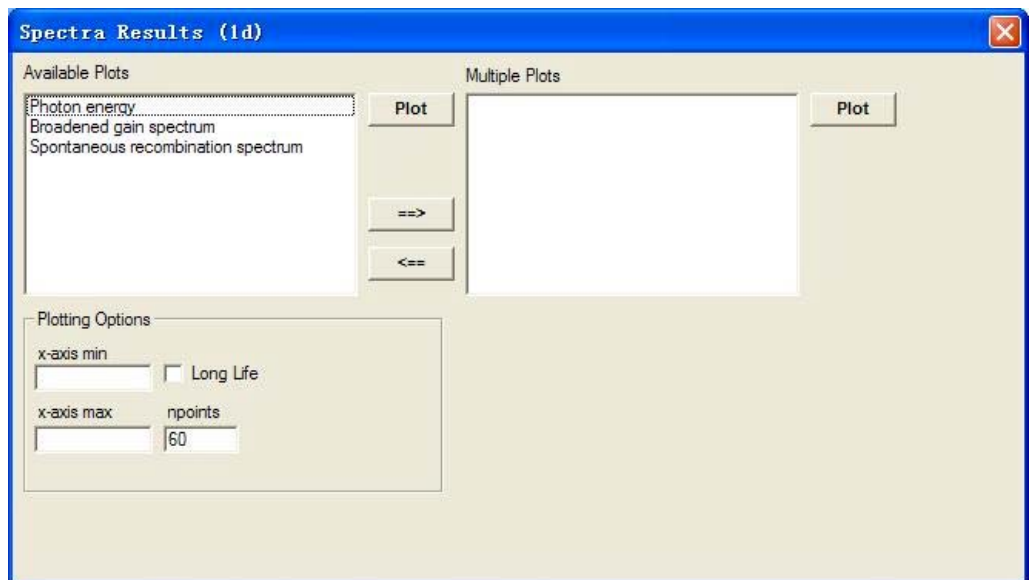 Spectra Results (1d)
Available Plots
Photon energy
Broadened gain spectrum
Spontaneous recombination spectrum
Plot
==>
<==
Multiple Plots
Plot
Plotting Options
x-axis min
Long Life
x-axis max
npoints
60